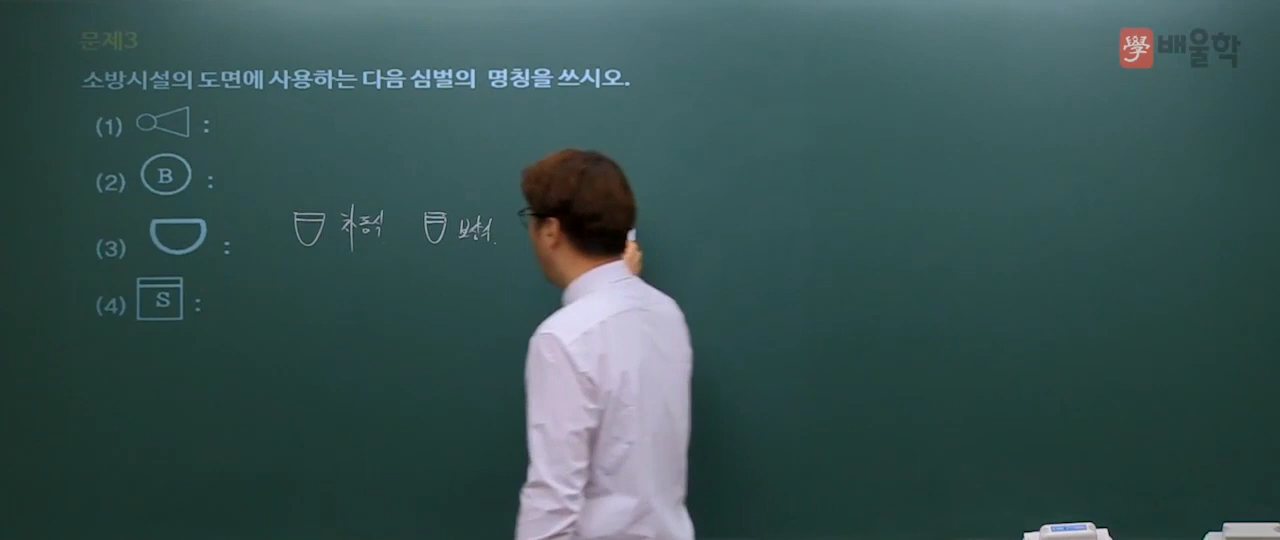 문제3
學 배울학
소방시설의 도면에 사용하는 다음 심벌의 명칭을 쓰시오.
(1) :
(2) B :
(3) : 차동식 보상식.
(4) S :